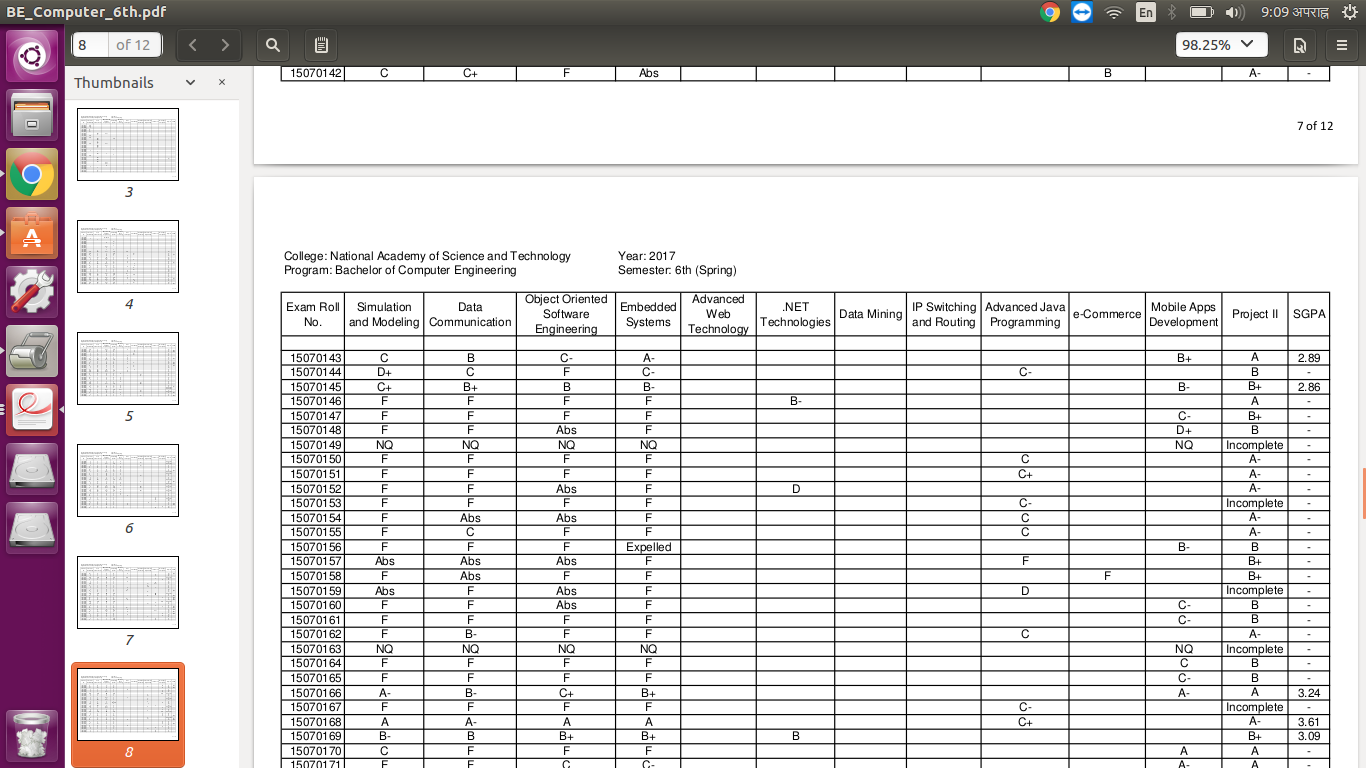 BE_Computer_6th.pdf En 9:09 अपराह्न
8 of 12 98.25%
Thumbnails ×
3
4
5
6
7
8
15070142 C C+ F Abs B A- -
7 of 12
College: National Academy of Science and Technology Year: 2017
Program: Bachelor of Computer Engineering Semester: 6th (Spring)
Exam Roll No. Simulation and Modeling Data Communication Object Oriented Software Engineering Embedded Systems Advanced Web Technology .NET Technologies Data Mining IP Switching and Routing Advanced Java Programming e-Commerce Mobile Apps Development Project II SGPA
15070143 C B C- A- B+ A 2.89
15070144 D+ C F C- C- B -
15070145 C+ B+ B B- B- B+ 2.86
15070146 F F F F B- A -
15070147 F F F F C- B+ -
15070148 F F Abs F D+ B -
15070149 NQ NQ NQ NQ NQ Incomplete -
15070150 F F F F C A- -
15070151 F F F F C+ A- -
15070152 F F Abs F D A- -
15070153 F F F F C- Incomplete -
15070154 F Abs Abs F C A- -
15070155 F C F F C A- -
15070156 F F F Expelled B- B -
15070157 Abs Abs Abs F F B+ -
15070158 F Abs F F F B+ -
15070159 Abs F Abs F D Incomplete -
15070160 F F Abs F C- B -
15070161 F F F F C- B -
15070162 F B- F F C A- -
15070163 NQ NQ NQ NQ NQ Incomplete -
15070164 F F F F C B -
15070165 F F F F C- B -
15070166 A- B- C+ B+ A- A 3.24
15070167 F F F F C- Incomplete -
15070168 A A- A A C+ A- 3.61
15070169 B- B B+ B+ B B+ 3.09
15070170 C F F F A A -
15070171 F F C C- A- A -